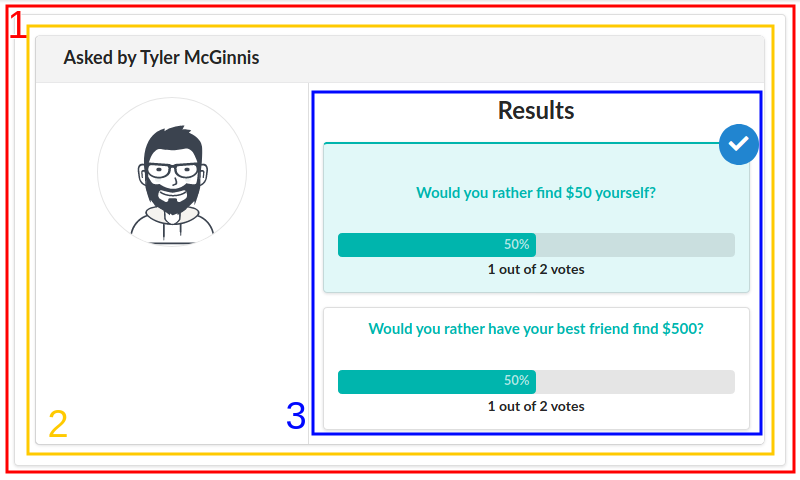 1
Asked by Tyler McGinnis
Results
Would you rather find $50 yourself?
50%
1 out of 2 votes
Would you rather have your best friend find $500?
50%
1 out of 2 votes
2
3